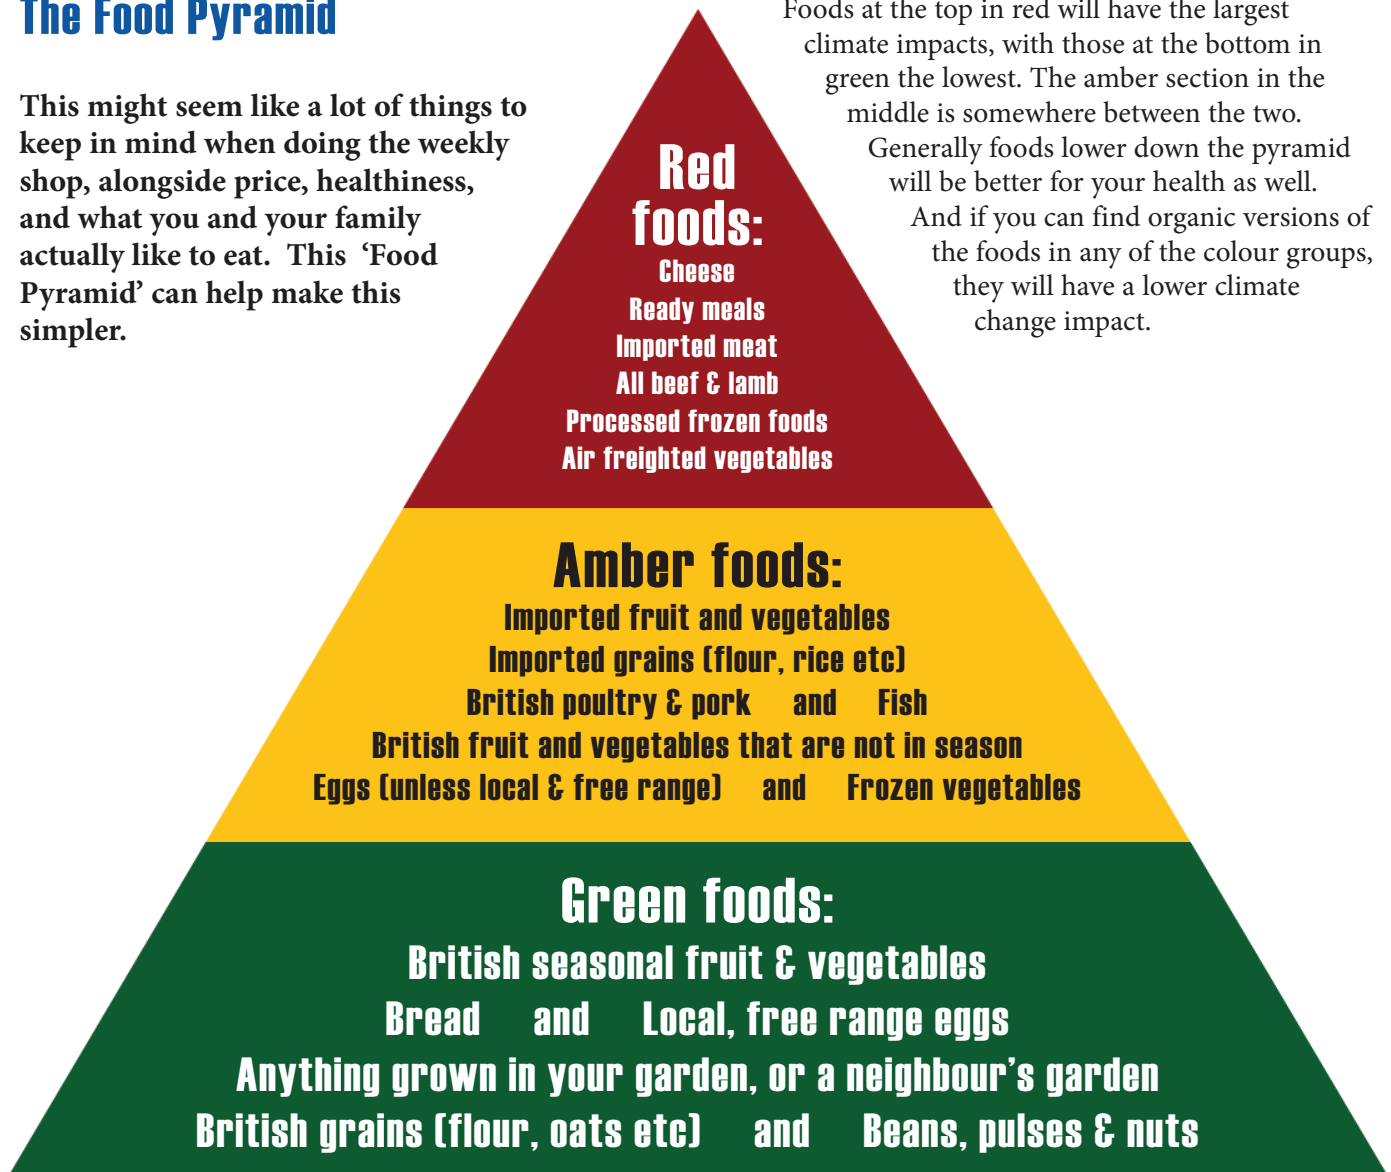 The Food Pyramid
This might seem like a lot of things to
keep in mind when doing the weekly
shop, alongside price, healthiness,
and what you and your family
actually like to eat.  This  ‘Food
Pyramid’ can help make this
simpler.
Foods at the top in red will have the largest
climate impacts, with those at the bottom in
green the lowest. The amber section in the
middle is somewhere between the two.
Generally foods lower down the pyramid
will be better for your health as well.
And if you can find organic versions of
the foods in any of the colour groups,
they will have a lower climate
change impact.
Red
foods:
Cheese
Ready meals
Imported meat
All beef & lamb
Processed frozen foods
Air freighted vegetables
Amber foods:
Imported fruit and vegetables
Imported grains (flour, rice etc)
British poultry & pork and Fish
British fruit and vegetables that are not in season
Eggs (unless local & free range) and Frozen vegetables
Green foods:
British seasonal fruit & vegetables
Bread and Local, free range eggs
Anything grown in your garden, or a neighbour’s garden
British grains (flour, oats etc) and Beans, pulses & nuts